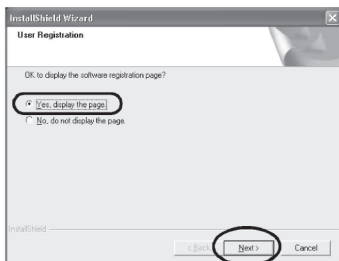 InstallShield Wizard
User Registration
OK to display the software registration page?
Yes, display the page.
No, do not display the page.
InstallShield
< Back Next > Cancel